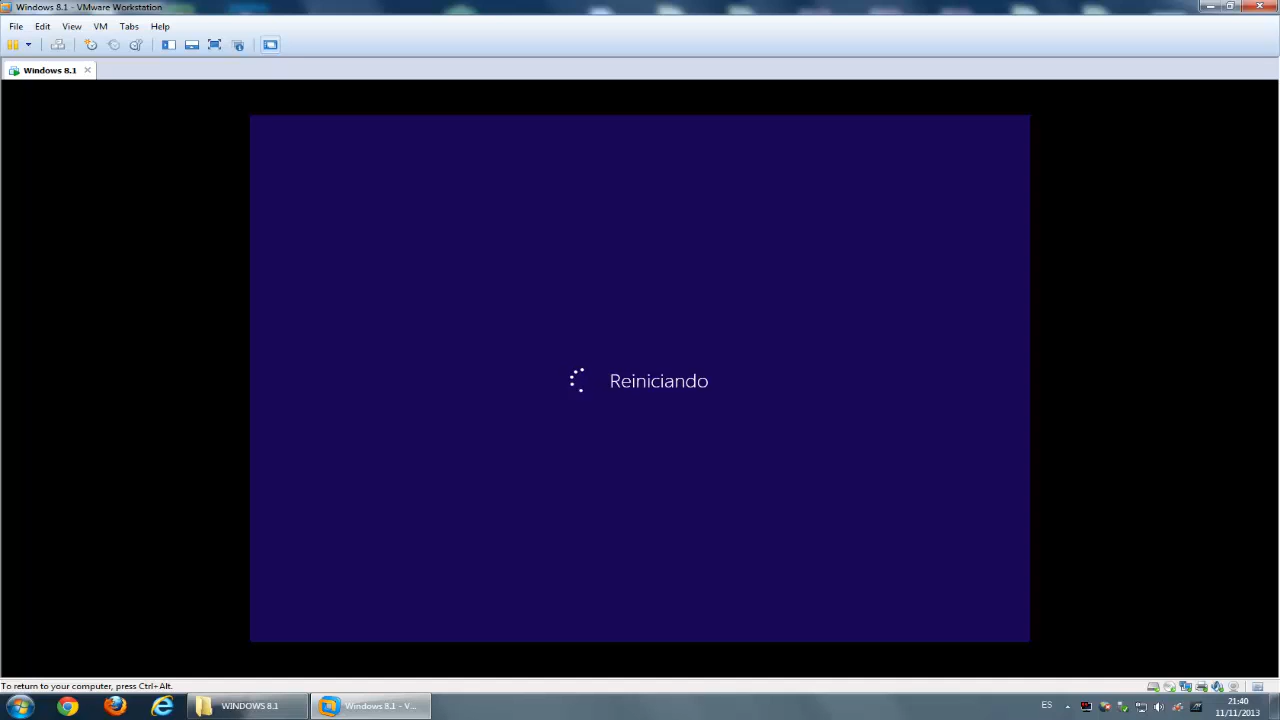 Windows 8.1 - VMware Workstation
File Edit View VM Tabs Help
Windows 8.1
Reiniciando
To return to your computer, press Ctrl+Alt.
WINDOWS 8.1 Windows 8.1 - V... ES 21:40
11/11/2013